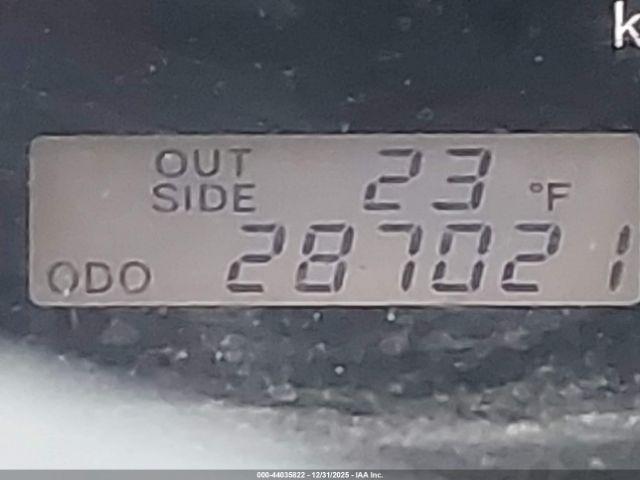 k
OUT SIDE 23 °F
ODO 287021
000-44035822 - 12/31/2025 - IAA Inc.